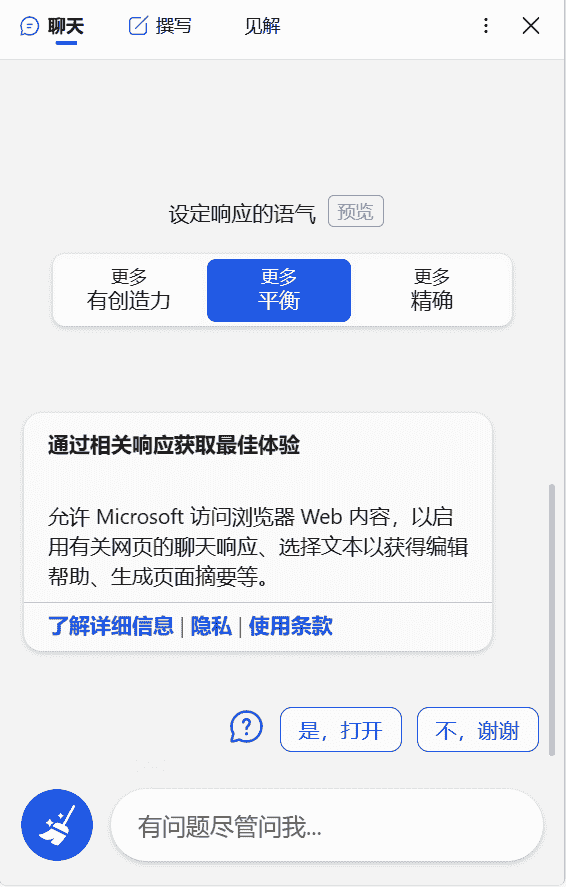 聊天 撰写 见解
设定响应的语气 预览
更多 更多 更多
有创造力 平衡 精确
通过相关响应获取最佳体验
允许 Microsoft 访问浏览器 Web 内容，以启
用有关网页的聊天响应、选择文本以获得编辑
帮助、生成页面摘要等。
了解详细信息 | 隐私 | 使用条款
是，打开 不，谢谢
有问题尽管问我...